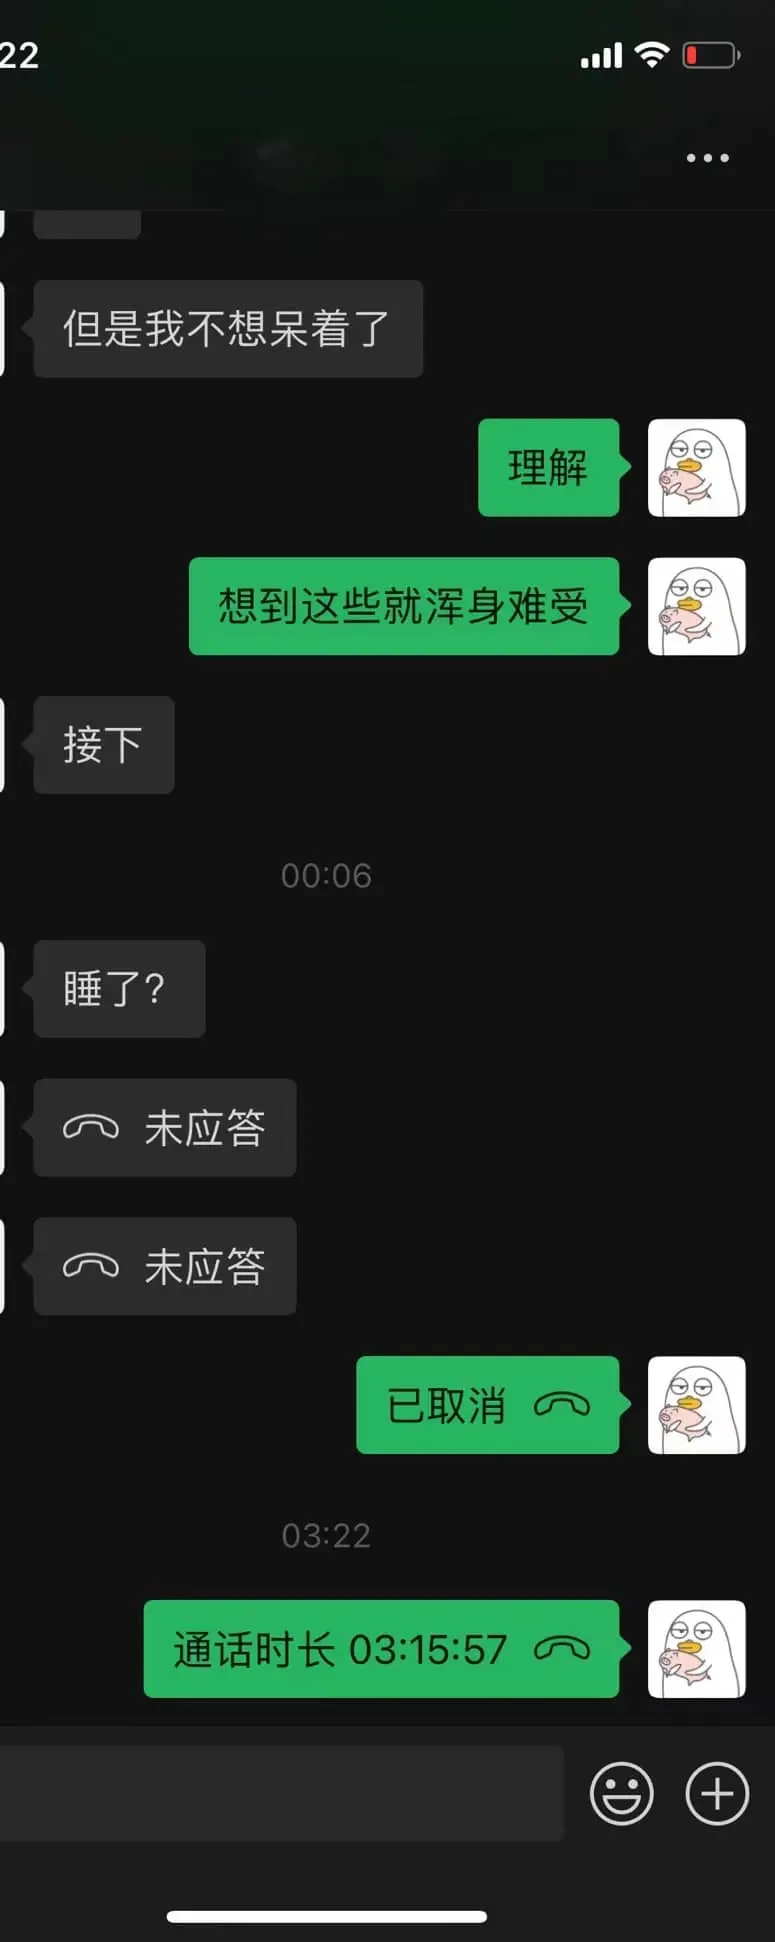 22
但是我不想呆着了
理解
想到这些就浑身难受
接下
00:06
睡了?
未应答
未应答
已取消
03:22
通话时长 03:15:57